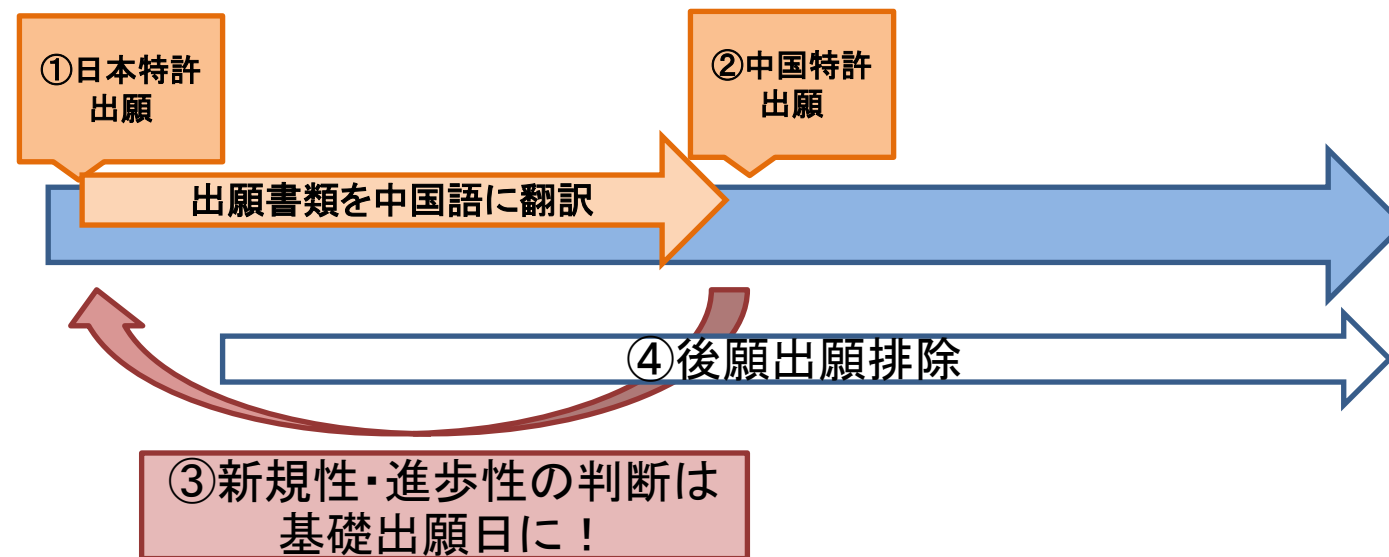 ①日本特許
出願
②中国特許
出願
出願書類を中国語に翻訳
④後願出願排除
③新規性・進歩性の判断は
基礎出願日に！